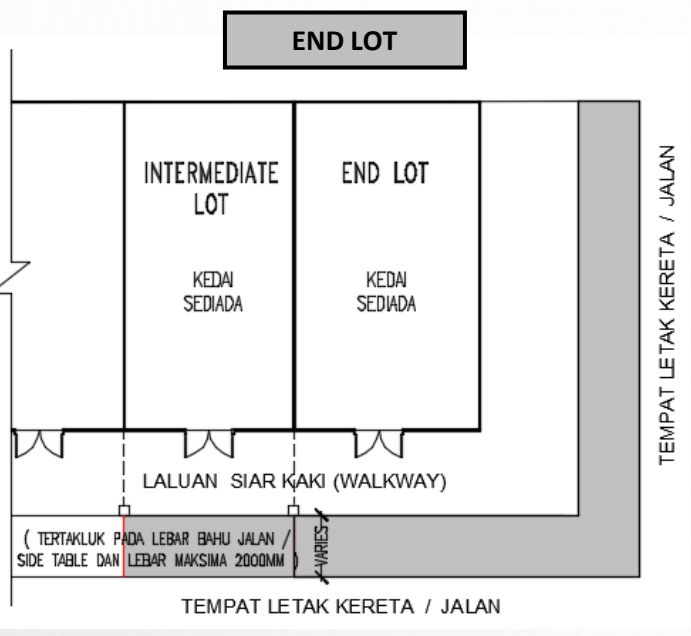 END LOT
INTERMEDIATE
LOT
END LOT
KEDAI
SEDIADA
KEDAI
SEDIADA
TEMPAT LETAK KERETA / JALAN
LALUAN SIAR KAKI (WALKWAY)
( TERTAKLUK PADA LEBAR BAHU JALAN /
SIDE TABLE DAN LEBAR MAKSIMA 2000MM )
VARIES
TEMPAT LETAK KERETA / JALAN